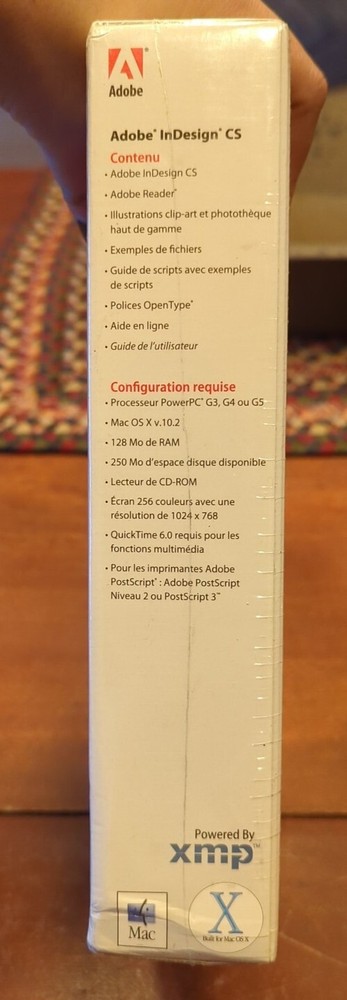 Adobe®
Adobe® InDesign® CS
Contenu
• Adobe InDesign CS
• Adobe Reader®
• Illustrations clip-art et photothèque
haut de gamme
• Exemples de fichiers
• Guide de scripts avec exemples
de scripts
• Polices OpenType®
• Aide en ligne
• Guide de l'utilisateur
Configuration requise
• Processeur PowerPC® G3, G4 ou G5
• Mac OS X v.10.2
• 128 Mo de RAM
• 250 Mo d'espace disque disponible
• Lecteur de CD-ROM
• Écran 256 couleurs avec une
résolution de 1024 x 768
• QuickTime 6.0 requis pour les
fonctions multimédia
• Pour les imprimantes Adobe
PostScript® : Adobe PostScript
Niveau 2 ou PostScript 3™
Powered By
xmp™
Mac
X
Built for Mac OS X